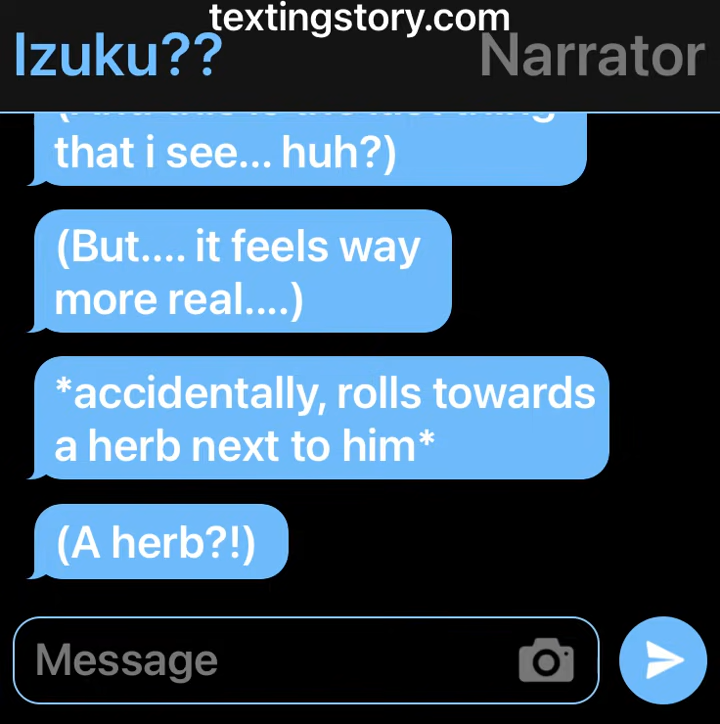 textingstory.com
Izuku?? Narrator
that i see... huh?)
(But.... it feels way
more real....)
*accidentally, rolls towards
a herb next to him*
(A herb?!)
Message